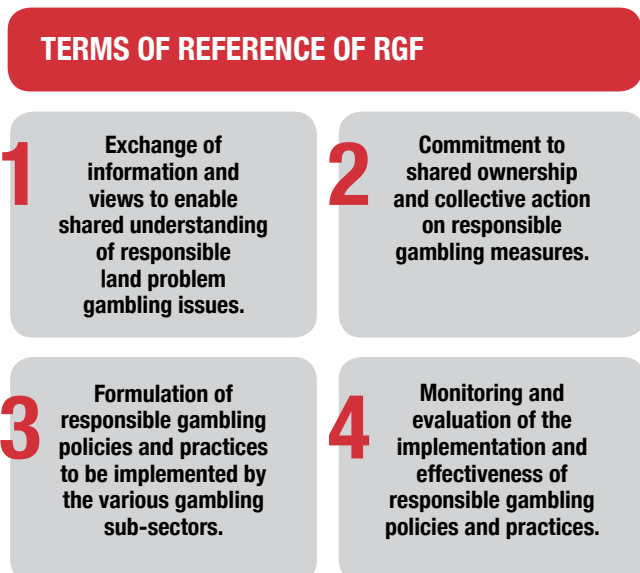 TERMS OF REFERENCE OF RGF
1
Exchange of
information and
views to enable
shared understanding
of responsible
land problem
gambling issues.
2
Commitment to
shared ownership
and collective action
on responsible
gambling measures.
3
Formulation of
responsible gambling
policies and practices
to be implemented by
the various gambling
sub-sectors.
4
Monitoring and
evaluation of the
implementation and
effectiveness of
responsible gambling
policies and practices.